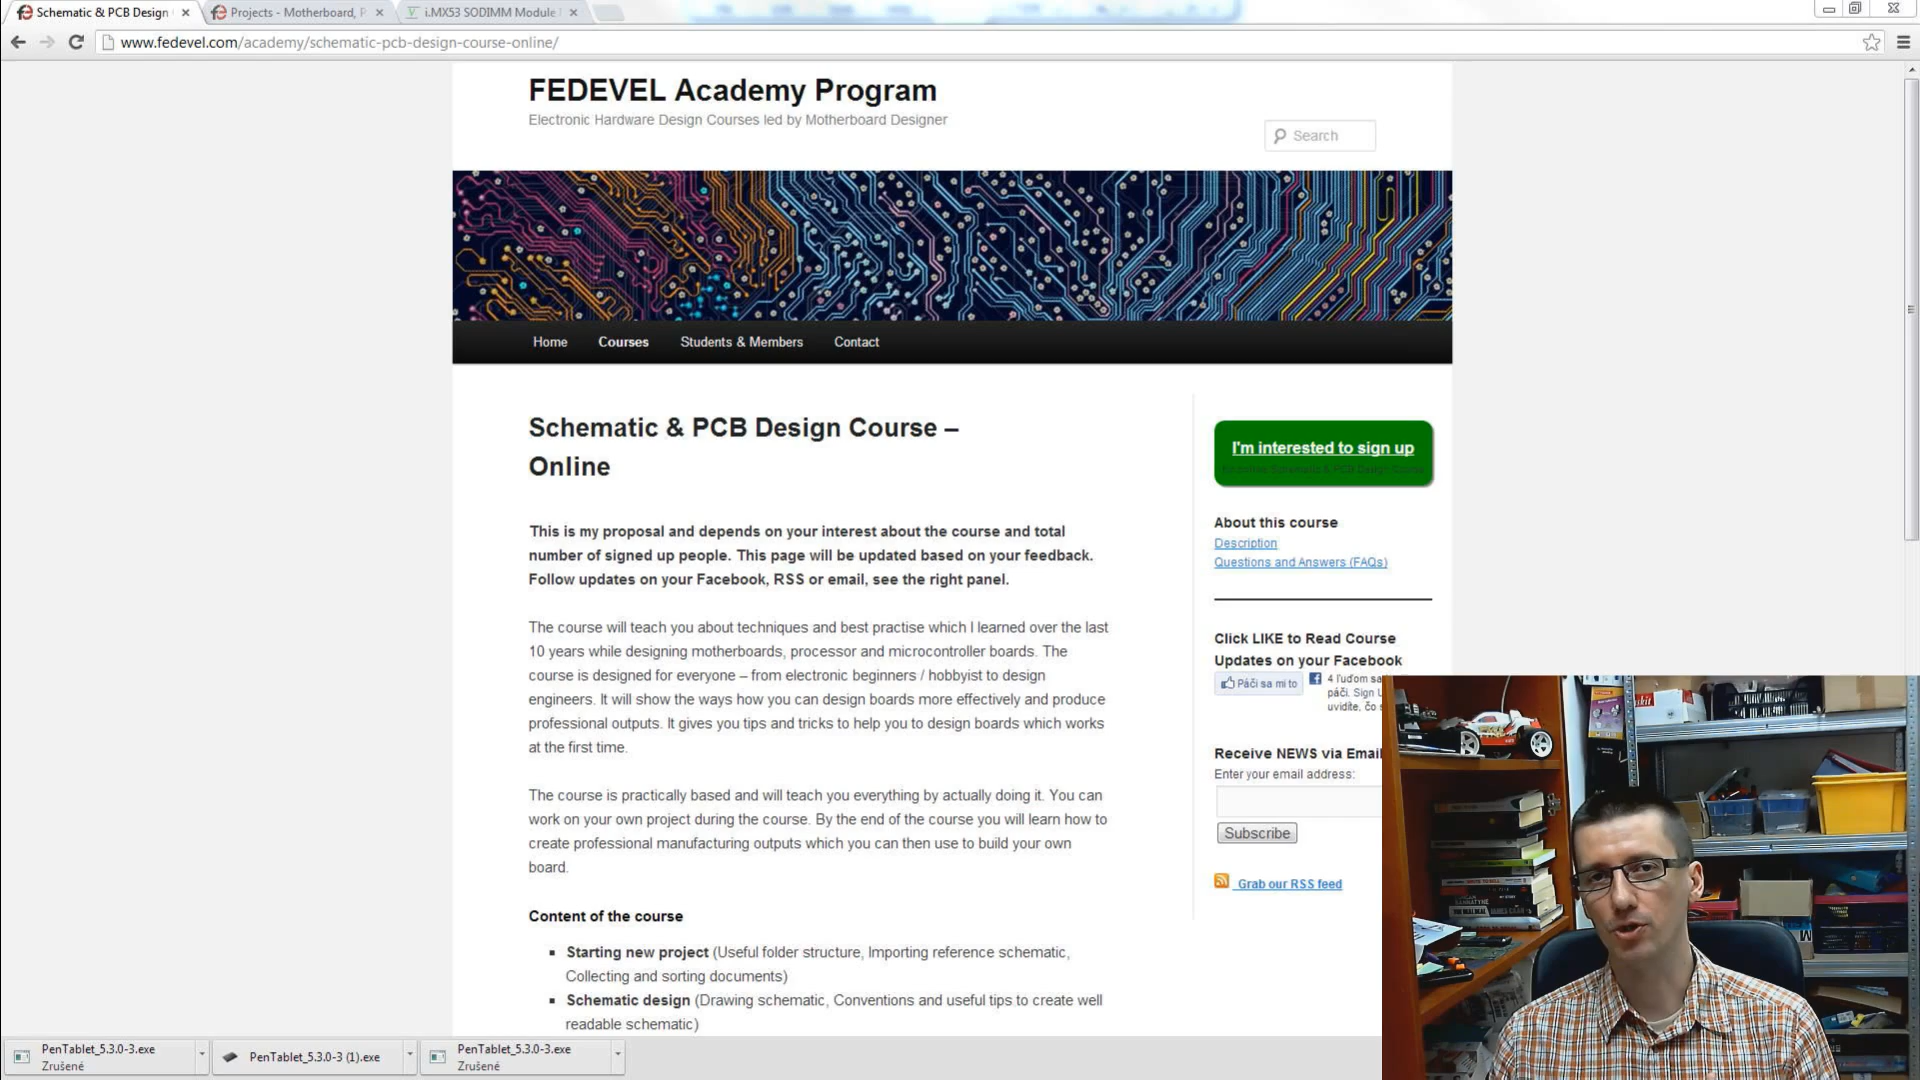 Schematic & PCB Design
Projects - Motherboard, P
i.MX53 SODIMM Module
www.fedevel.com/academy/schematic-pcb-design-course-online/
FEDEVEL Academy Program
Electronic Hardware Design Courses led by Motherboard Designer
Search
Home Courses Students & Members Contact
Schematic & PCB Design Course –
Online
This is my proposal and depends on your interest about the course and total
number of signed up people. This page will be updated based on your feedback.
Follow updates on your Facebook, RSS or email, see the right panel.
The course will teach you about techniques and best practise which I learned over the last
10 years while designing motherboards, processor and microcontroller boards. The
course is designed for everyone – from electronic beginners / hobbyist to design
engineers. It will show the ways how you can design boards more effectively and produce
professional outputs. It gives you tips and tricks to help you to design boards which works
at the first time.
The course is practically based and will teach you everything by actually doing it. You can
work on your own project during the course. By the end of the course you will learn how to
create professional manufacturing outputs which you can then use to build your own
board.
Content of the course
Starting new project (Useful folder structure, Importing reference schematic,
Collecting and sorting documents)
Schematic design (Drawing schematic, Conventions and useful tips to create well
readable schematic)
I'm interested to sign up
About this course
Description
Questions and Answers (FAQs)
Click LIKE to Read Course
Updates on your Facebook
Páči sa mi to
4 ľuďom sa
páči. Sign U
uvidíte, čo s
Receive NEWS via Email
Enter your email address:
Subscribe
Grab our RSS feed
PenTablet_5.3.0-3.exe
Zrušené
PenTablet_5.3.0-3 (1).exe
PenTablet_5.3.0-3.exe
Zrušené